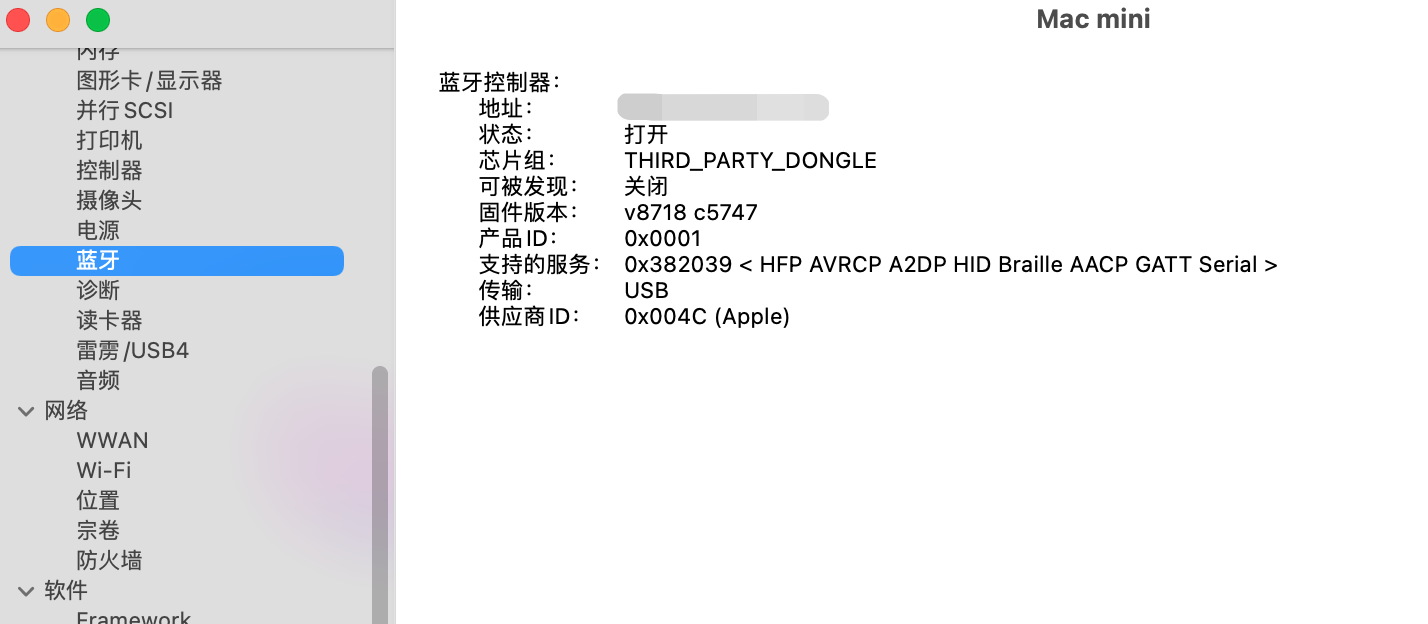 Mac mini
内存
图形卡/显示器
并行SCSI
打印机
控制器
摄像头
电源
蓝牙
诊断
读卡器
雷雳/USB4
音频
网络
WWAN
Wi-Fi
位置
宗卷
防火墙
软件
Framework
蓝牙控制器：
地址：
状态： 打开
芯片组： THIRD_PARTY_DONGLE
可被发现： 关闭
固件版本： v8718 c5747
产品ID： 0x0001
支持的服务： 0x382039 < HFP AVRCP A2DP HID Braille AACP GATT Serial >
传输： USB
供应商ID： 0x004C (Apple)